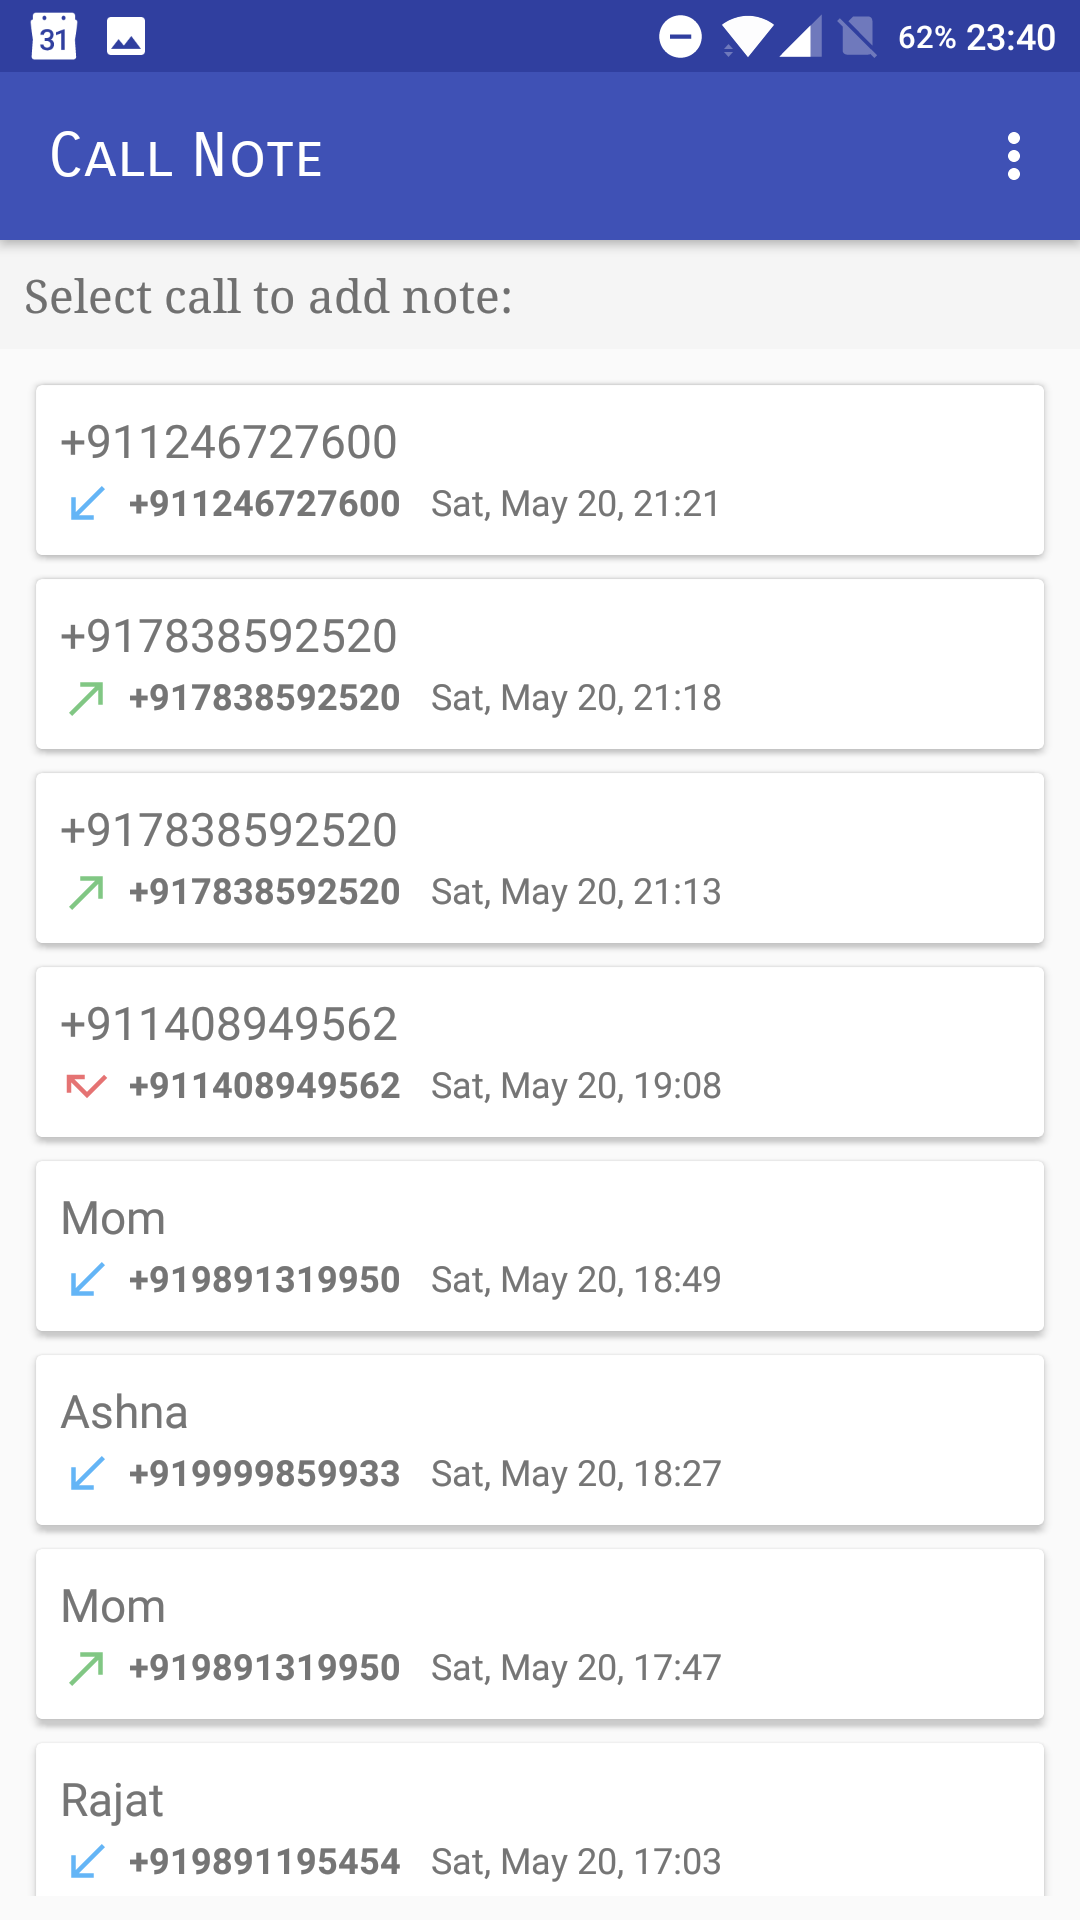 31
62% 23:40
Call Note
Select call to add note:
+911246727600
+911246727600 Sat, May 20, 21:21
+917838592520
+917838592520 Sat, May 20, 21:18
+917838592520
+917838592520 Sat, May 20, 21:13
+911408949562
+911408949562 Sat, May 20, 19:08
Mom
+919891319950 Sat, May 20, 18:49
Ashna
+919999859933 Sat, May 20, 18:27
Mom
+919891319950 Sat, May 20, 17:47
Rajat
+919891195454 Sat, May 20, 17:03